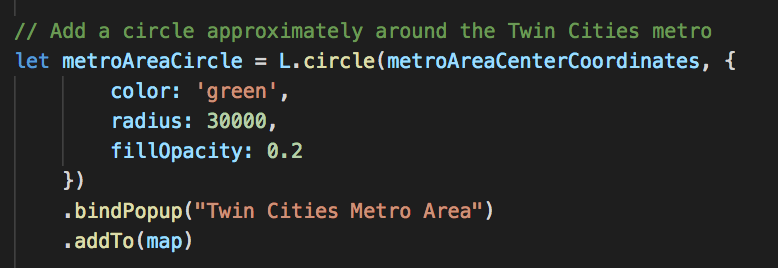 // Add a circle approximately around the Twin Cities metro
let metroAreaCircle = L.circle(metroAreaCenterCoordinates, {
        color: 'green',
        radius: 30000,
        fillOpacity: 0.2
    })
    .bindPopup("Twin Cities Metro Area")
    .addTo(map)